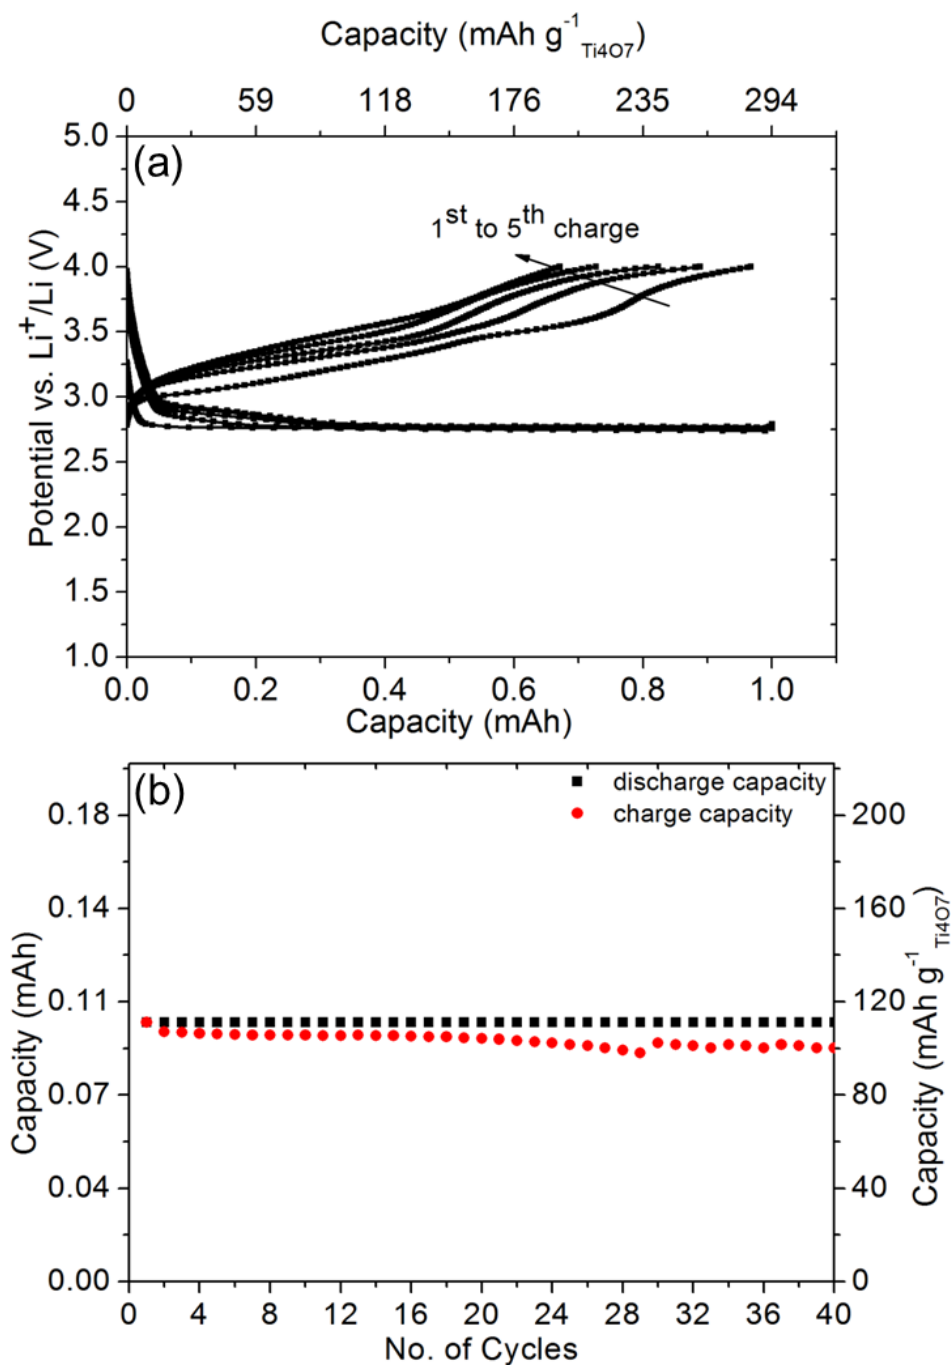 Capacity (mAh g⁻¹ Ti4O7)
0 59 118 176 235 294
(a)
1st to 5th charge
Potential vs. Li⁺/Li (V)
5.0
4.5
4.0
3.5
3.0
2.5
2.0
1.5
1.0
0.0 0.2 0.4 0.6 0.8 1.0
Capacity (mAh)
(b)
discharge capacity
charge capacity
Capacity (mAh)
0.18
0.14
0.11
0.07
0.04
0.00
200
160
120
80
40
0
Capacity (mAh g⁻¹ Ti4O7)
0 4 8 12 16 20 24 28 32 36 40
No. of Cycles